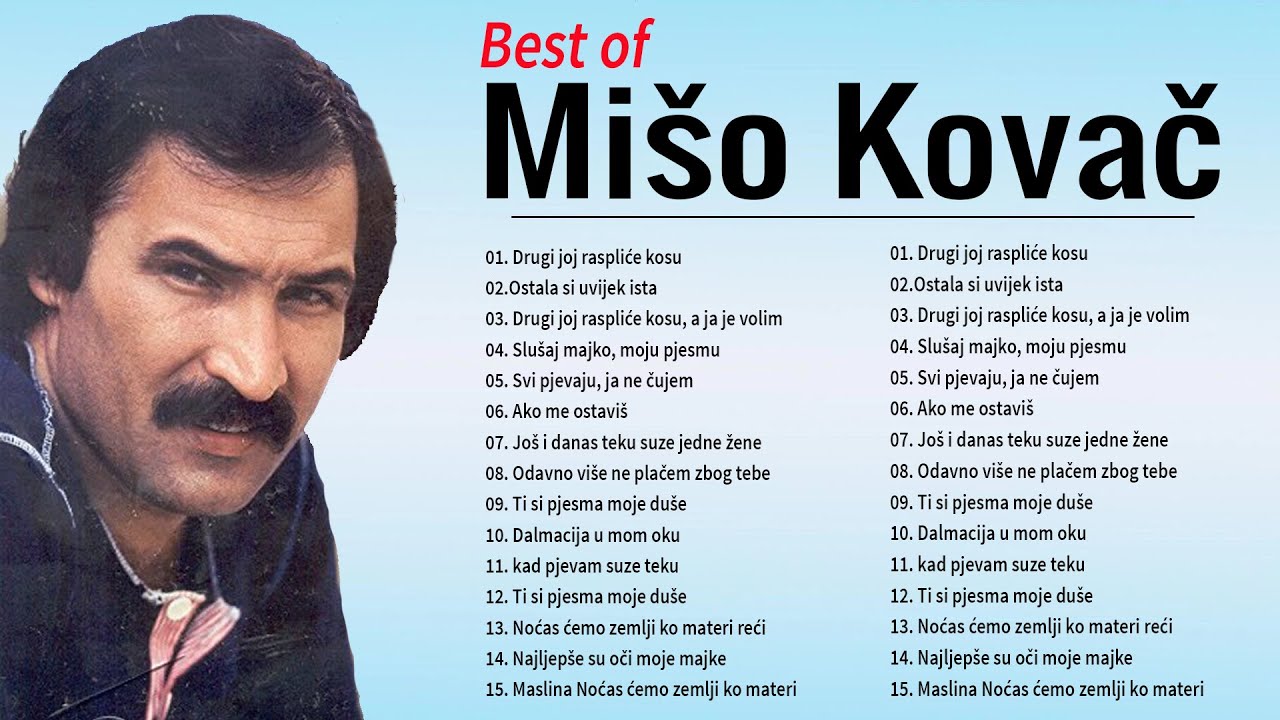 Best of
Mišo Kovač
01. Drugi joj raspliće kosu
02.Ostala si uvijek ista
03. Drugi joj raspliće kosu, a ja je volim
04. Slušaj majko, moju pjesmu
05. Svi pjevaju, ja ne čujem
06. Ako me ostaviš
07. Još i danas teku suze jedne žene
08. Odavno više ne plačem zbog tebe
09. Ti si pjesma moje duše
10. Dalmacija u mom oku
11. kad pjevam suze teku
12. Ti si pjesma moje duše
13. Noćas ćemo zemlji ko materi reći
14. Najljepše su oči moje majke
15. Maslina Noćas ćemo zemlji ko materi
01. Drugi joj raspliće kosu
02.Ostala si uvijek ista
03. Drugi joj raspliće kosu, a ja je volim
04. Slušaj majko, moju pjesmu
05. Svi pjevaju, ja ne čujem
06. Ako me ostaviš
07. Još i danas teku suze jedne žene
08. Odavno više ne plačem zbog tebe
09. Ti si pjesma moje duše
10. Dalmacija u mom oku
11. kad pjevam suze teku
12. Ti si pjesma moje duše
13. Noćas ćemo zemlji ko materi reći
14. Najljepše su oči moje majke
15. Maslina Noćas ćemo zemlji ko materi